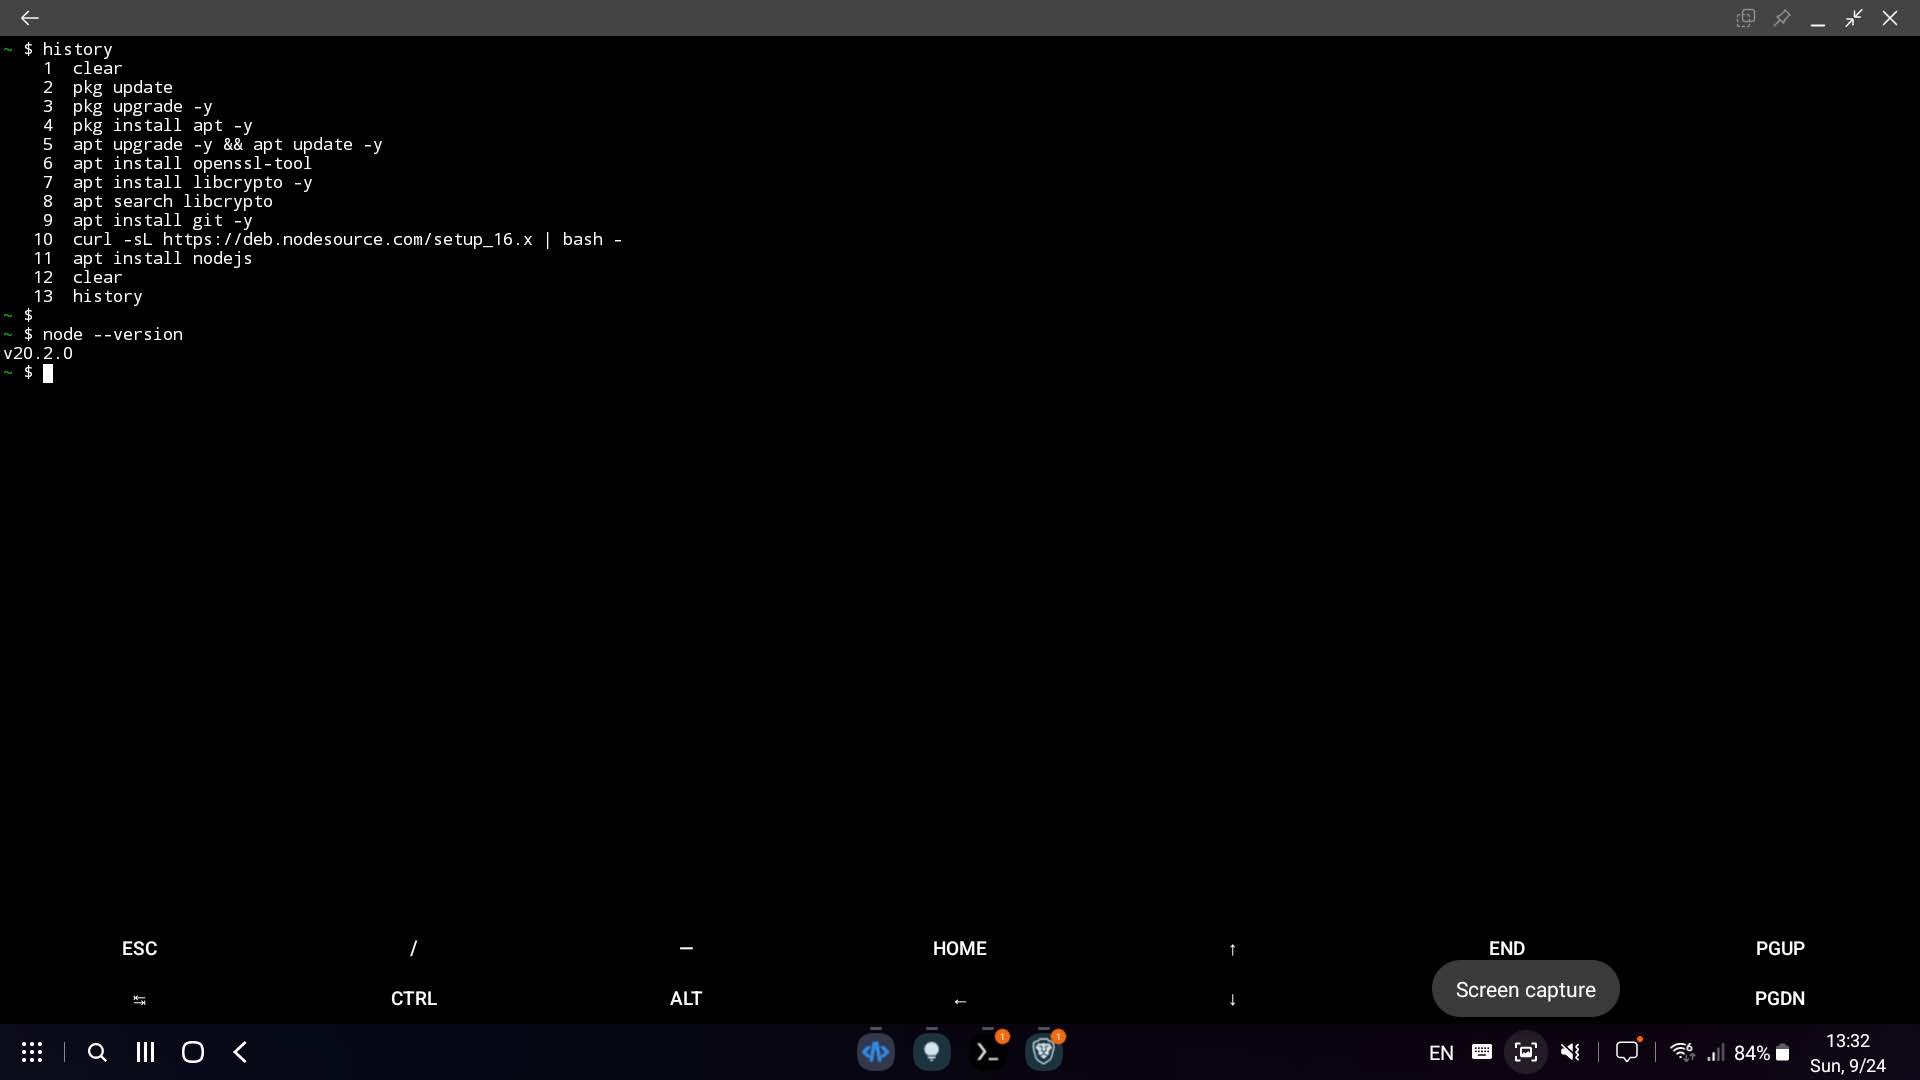 ~ $ history
    1  clear
    2  pkg update
    3  pkg upgrade -y
    4  pkg install apt -y
    5  apt upgrade -y && apt update -y
    6  apt install openssl-tool
    7  apt install libcrypto -y
    8  apt search libcrypto
    9  apt install git -y
   10  curl -sL https://deb.nodesource.com/setup_16.x | bash -
   11  apt install nodejs
   12  clear
   13  history
~ $
~ $ node --version
v20.2.0
~ $
ESC / — HOME ↑ END PGUP
Screen capture
↹ CTRL ALT ← ↓ PGDN
1 1
EN 84% 13:32
Sun, 9/24